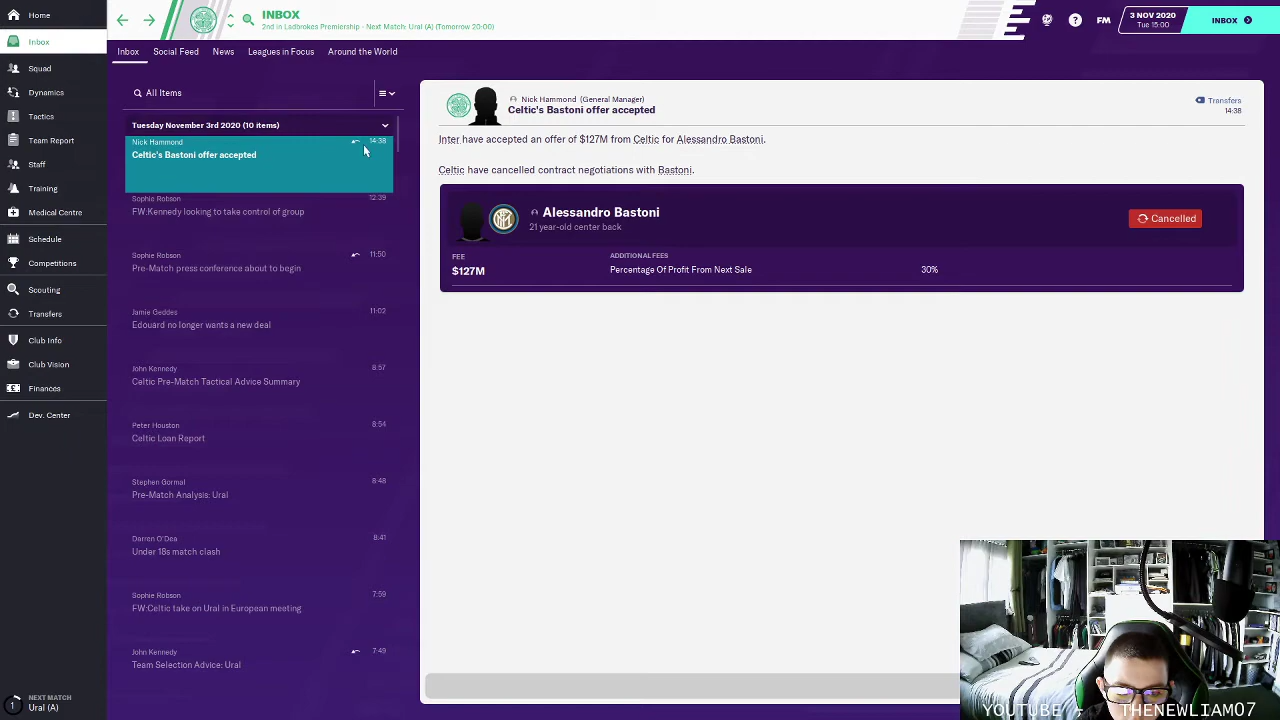 INBOX
2nd in Ladbrokes Premiership - Next Match: Ural (A) (Tomorrow 20:00)
?
FM
3 NOV 2020
Tue 15:00
INBOX
Inbox
Squad
Dynamics
Tactics
Team Report
Staff
Training
Medical Centre
Schedule
Competitions
Scouting
Transfers
Club Info
Club Vision
Finances
Dev. Center
1
NEXT MATCH
Ural (A)
Inbox
Social Feed
News
Leagues in Focus
Around the World
All Items
Tuesday November 3rd 2020 (10 items)
Nick Hammond
14:38
Celtic's Bastoni offer accepted
Sophie Robson
12:39
FW:Kennedy looking to take control of group
Sophie Robson
11:50
Pre-Match press conference about to begin
Jamie Geddes
11:02
Edouard no longer wants a new deal
John Kennedy
8:57
Celtic Pre-Match Tactical Advice Summary
Peter Houston
8:54
Celtic Loan Report
Stephen Gormal
8:48
Pre-Match Analysis: Ural
Darren O'Dea
8:41
Under 18s match clash
Sophie Robson
7:59
FW:Celtic take on Ural in European meeting
John Kennedy
7:49
Team Selection Advice: Ural
Nick Hammond (General Manager)
Celtic's Bastoni offer accepted
Transfers
14:38
Inter have accepted an offer of $127M from Celtic for Alessandro Bastoni.
Celtic have cancelled contract negotiations with Bastoni.
Alessandro Bastoni
21 year-old center back
Cancelled
FEE
$127M
ADDITIONAL FEES
Percentage Of Profit From Next Sale
30%
YOUTUBE - THENEWLIAM07